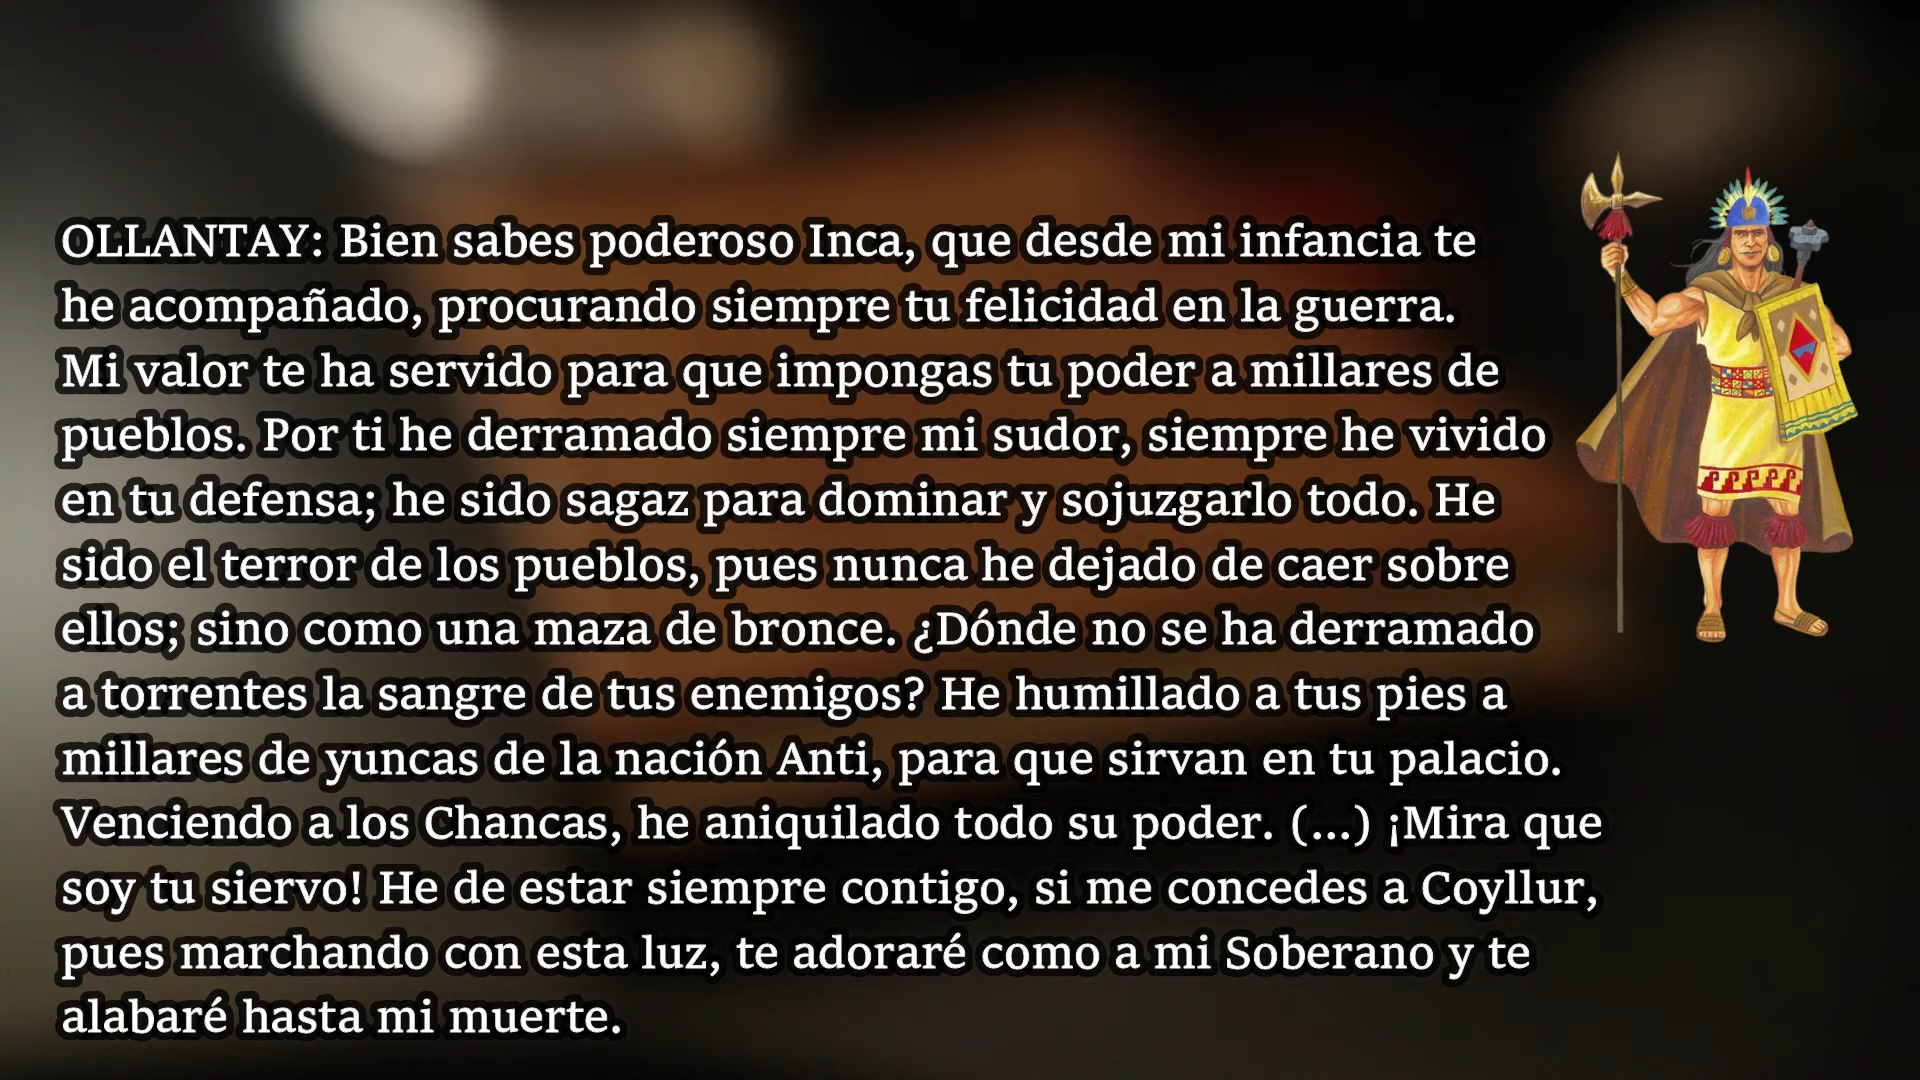 OLLANTAY: Bien sabes poderoso Inca, que desde mi infancia te
he acompañado, procurando siempre tu felicidad en la guerra.
Mi valor te ha servido para que impongas tu poder a millares de
pueblos. Por ti he derramado siempre mi sudor, siempre he vivido
en tu defensa; he sido sagaz para dominar y sojuzgarlo todo. He
sido el terror de los pueblos, pues nunca he dejado de caer sobre
ellos; sino como una maza de bronce. ¿Dónde no se ha derramado
a torrentes la sangre de tus enemigos? He humillado a tus pies a
millares de yuncas de la nación Anti, para que sirvan en tu palacio.
Venciendo a los Chancas, he aniquilado todo su poder. (...) ¡Mira que
soy tu siervo! He de estar siempre contigo, si me concedes a Coyllur,
pues marchando con esta luz, te adoraré como a mi Soberano y te
alabaré hasta mi muerte.